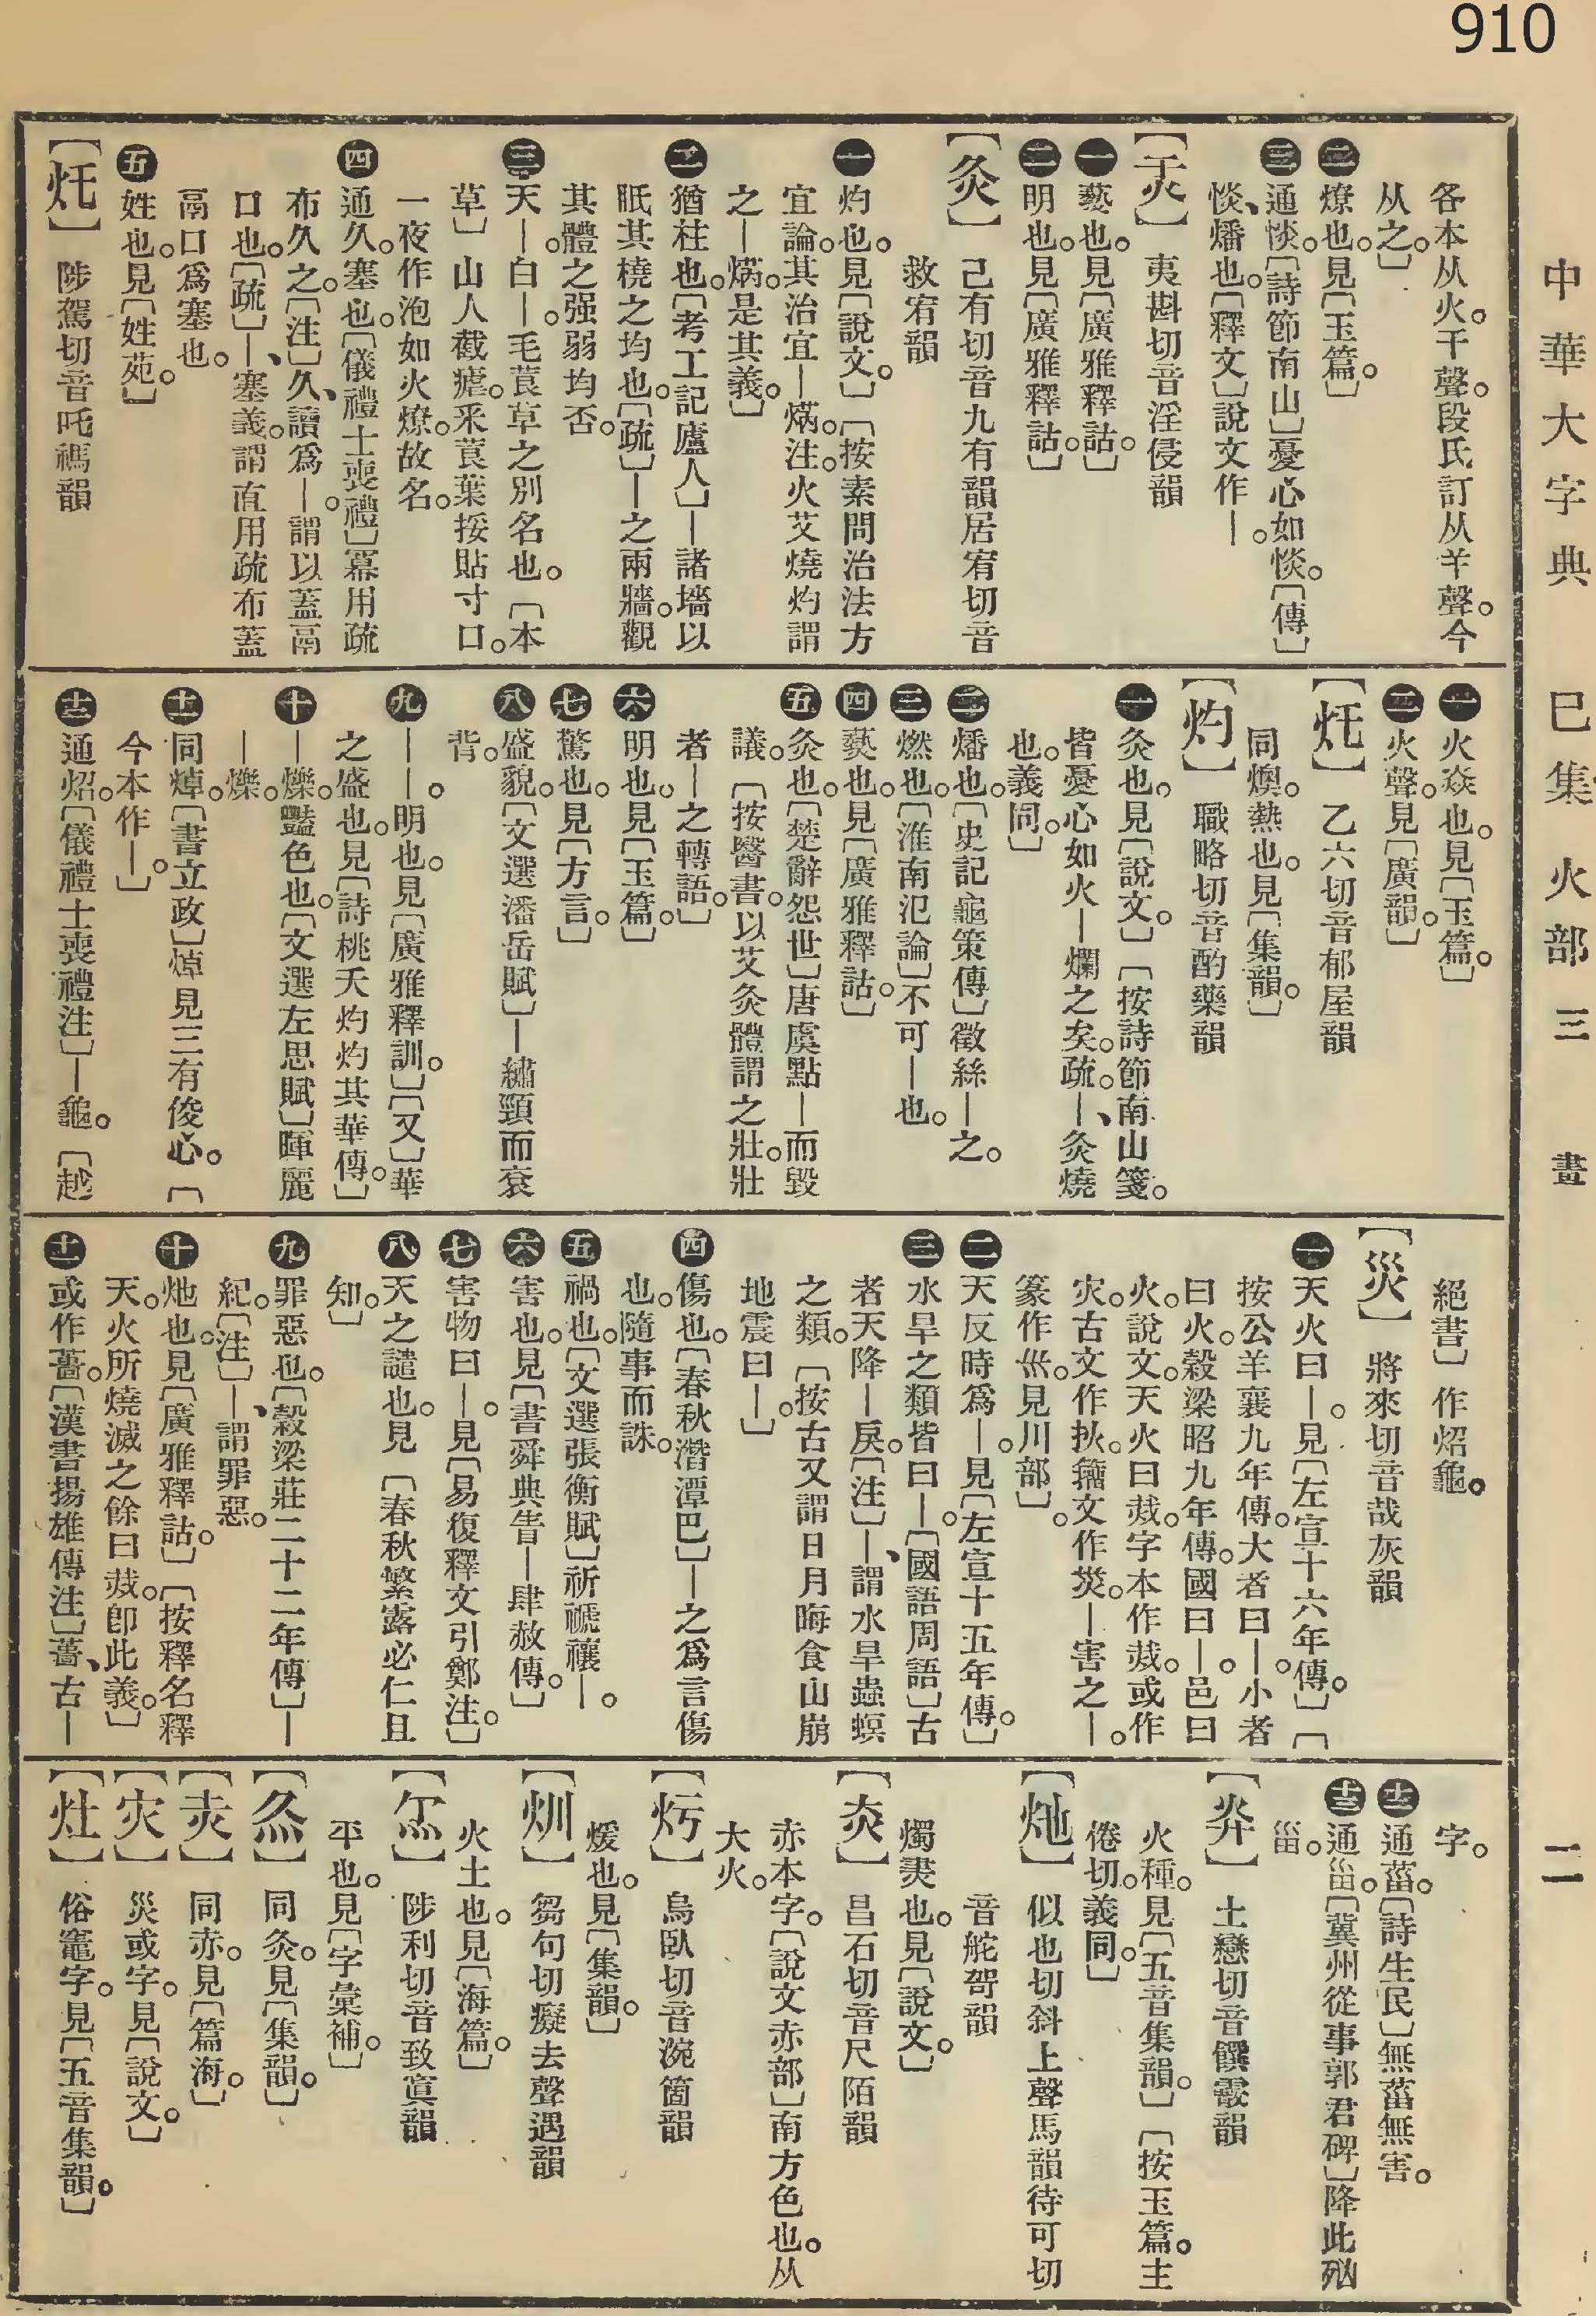 910
中華大字典　巳集　火部　三　畫　二
各本从火。干聲。段氏訂从𢆉聲。今
从之。〕
㊁燎也。見〔玉篇。〕
㊂通惔。〔詩節南山〕憂心如惔。〔傳〕
惔、燔也。〔釋文〕說文作｜。
夷斟切音淫侵韻
㊀爇也。見〔廣雅釋詁。〕
㊁明也。見〔廣雅釋詁。〕
〔灸〕　己有切音九有韻居宥切音
救宥韻
㊀灼也。見〔說文。〕〔按素問治法方
宜論。其治宜｜焫。注。火艾燒灼謂
之｜焫。是其義。〕
㊁猶柱也。〔考工記廬人〕｜諸墻以
眡其橈之均也。〔疏〕｜之兩牆。觀
其體之强弱均否。
㊂天｜。白｜。毛莨草之別名也。〔本
草〕山人截瘧。釆莨葉挼貼寸口。
一夜作泡如火燎。故名。
㊃通久。塞也。〔儀禮士喪禮〕冪用疏
布久之。〔注〕久、讀爲｜。謂以蓋鬲
口也。〔疏〕｜、塞義。謂直用疏布蓋
鬲口爲塞也。
㊄姓也。見〔姓苑。〕
〔灹〕　陟駕切音吒禡韻
㊀火焱也。見〔玉篇。〕
㊁火聲。見〔廣韻。〕
乙六切音郁屋韻
同燠。熱也。見〔集韻。〕
〔灼〕　職略切音酌藥韻
㊀灸也。見〔說文。〕〔按詩節南山箋。
皆憂心如火｜爛之矣。疏。｜、灸燒
也。義同。〕
㊁燔也。〔史記龜策傳〕徵絲｜之。
㊂燃也。〔淮南氾論〕不可｜也。
㊃爇也。見〔廣雅釋詁。〕
㊄灸也。〔楚辭怨世〕唐虞點｜而毀
議。〔按醫書。以艾灸體謂之壯。壯
者｜之轉語。〕
㊅明也。見〔玉篇。〕
㊆驚也。見〔方言。〕
㊇盛貌。〔文選潘岳賦〕｜繡頸而袞
背。
㊈｜｜。明也。見〔廣雅釋訓。〕〔又〕華
之盛也。見〔詩桃夭灼灼其華傳。〕
㊉｜爍。豔色也。〔文選左思賦〕暉麗
｜爍。
十一同焯。〔書立政〕焯見三有俊心。〔
今本作｜。〕
十二通炤。〔儀禮士喪禮注〕｜龜。〔越
絕書〕作炤龜。
〔災〕　將來切音哉灰韻
㊀天火曰｜。見〔左宣十六年傳。〕〔
按公羊襄九年傳。大者曰｜。小者
曰火。穀梁昭九年傳。國曰｜。邑曰
火。說文。天火曰烖。字本作烖。或作
灾。古文作𤆎。籀文作災。｜害之｜。
篆作巛。見川部。〕
㊁天反時爲｜。見〔左宣十五年傳。〕
㊂水旱之類皆曰｜。〔國語周語〕古
者天降｜戾。〔注〕｜、謂水旱蟲螟
之類。〔按古又謂日月晦食山崩
地震曰｜。〕
㊃傷也。〔春秋潛潭巴〕｜之爲言傷
也。隨事而誅。
㊄禍也。〔文選張衡賦〕祈禠禳｜。
㊅害也。見〔書舜典眚｜肆赦傳。〕
㊆害物曰｜。見〔易復釋文引鄭注。〕
㊇天之譴也。見〔春秋繁露必仁且
知。〕
㊈罪惡也。〔穀梁莊二十二年傳〕｜
紀。〔注〕｜、謂罪惡。
㊉灺也。見〔廣雅釋詁。〕〔按釋名釋
天。火所燒滅之餘曰烖。卽此義。〕
十一或作薔。〔漢書揚雄傳注〕薔、古｜
字。
十二通菑。〔詩生民〕無菑無害。
十三通甾。〔冀州從事郭君碑〕降此殃
甾。
土戀切音饌霰韻
火種。見〔五音集韻。〕〔按玉篇。主
倦切。義同。〕
〔灺〕　似也切斜上聲馬韻待可切
音舵哿韻
燭㶳也。見〔說文。〕
〔灻〕　昌石切音尺陌韻
赤本字。〔說文赤部〕南方色也。从
大火。
烏臥切音涴箇韻
煖也。見〔集韻。〕
芻句切癡去聲遇韻
火土也。見〔海篇。〕
陟利切音致寘韻
平也。見〔字彙補。〕
同灸。見〔集韻。〕
同赤。見〔篇海。〕
〔灾〕　災或字。見〔說文。〕
〔灶〕　俗竈字。見〔五音集韻。〕